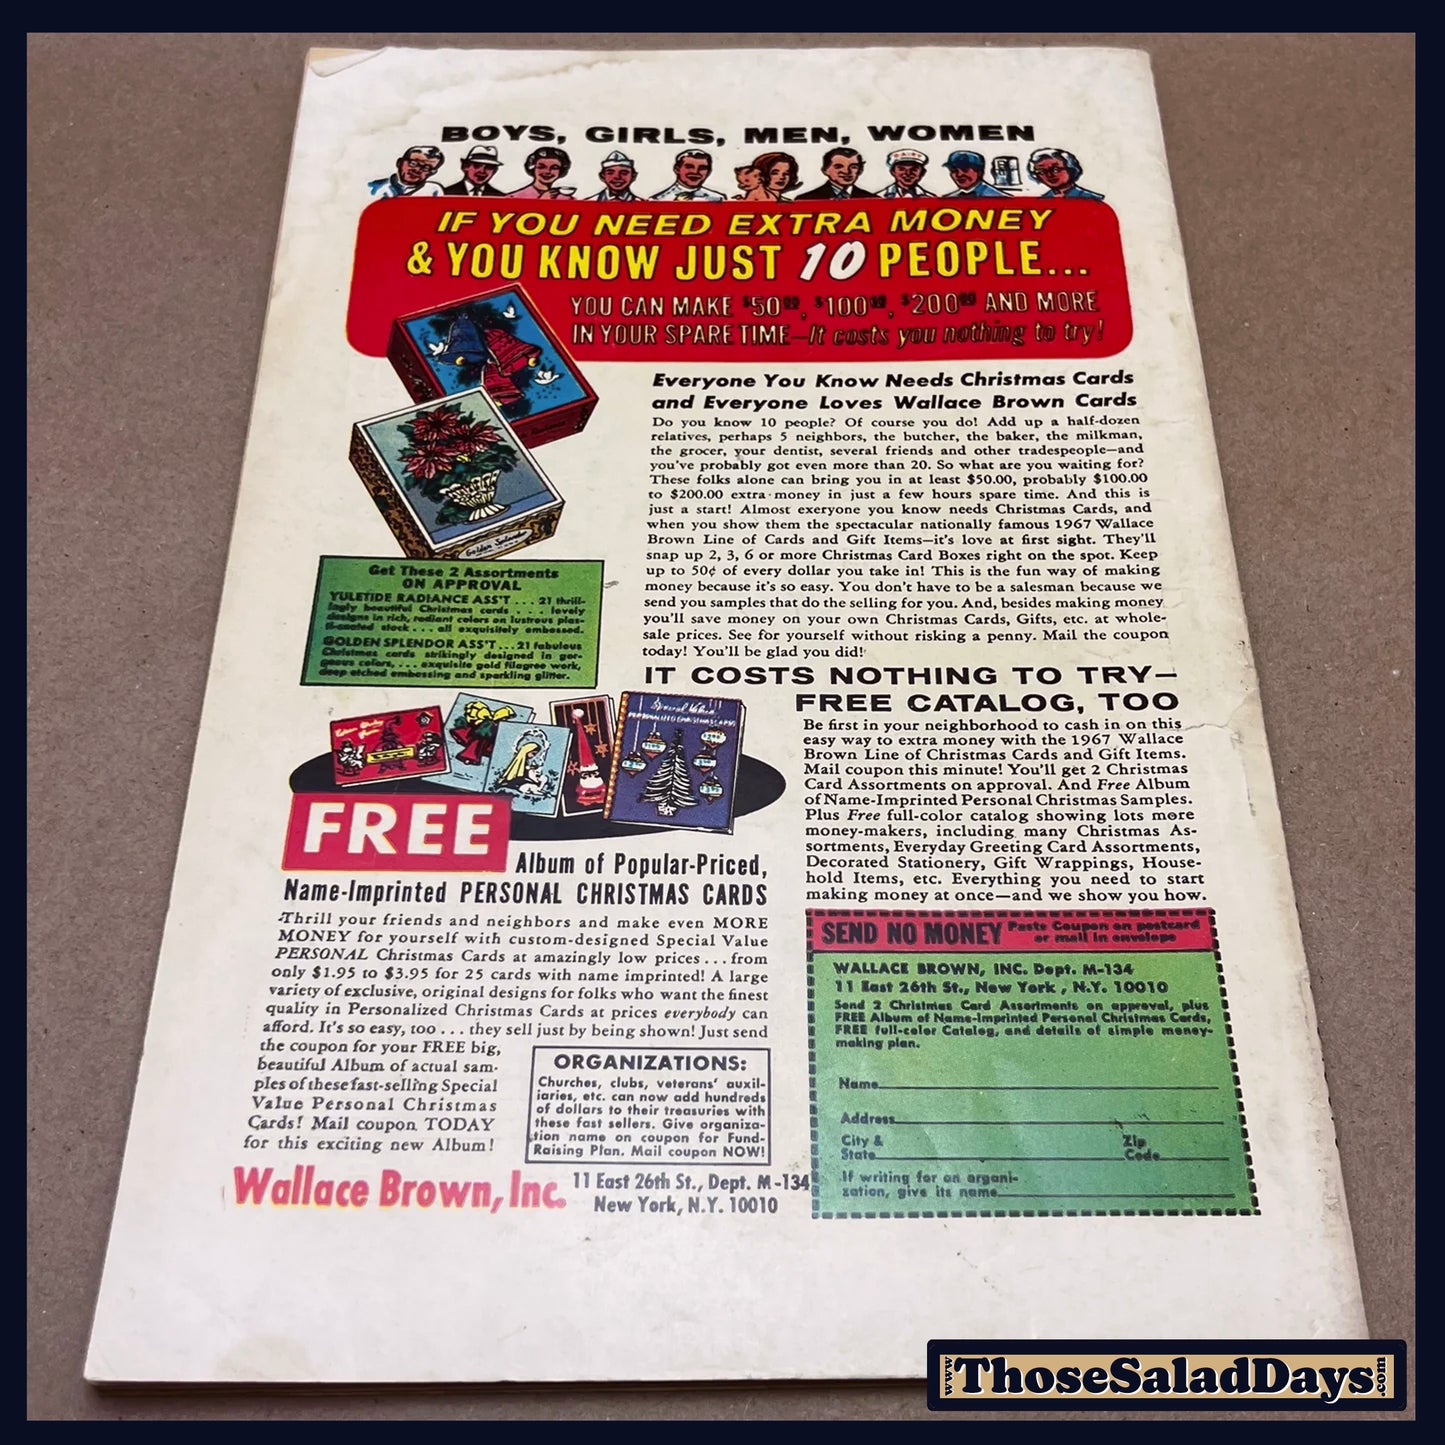 BOYS, GIRLS, MEN, WOMEN
IF YOU NEED EXTRA MONEY
& YOU KNOW JUST 10 PEOPLE...
YOU CAN MAKE $50.00, $100.00, $200.00 AND MORE
IN YOUR SPARE TIME—It costs you nothing to try!
Everyone You Know Needs Christmas Cards
and Everyone Loves Wallace Brown Cards
Do you know 10 people? Of course you do! Add up a half-dozen
relatives, perhaps 5 neighbors, the butcher, the baker, the milkman,
the grocer, your dentist, several friends and other tradespeople—and
you've probably got even more than 20. So what are you waiting for?
These folks alone can bring you in at least $50.00, probably $100.00
to $200.00 extra money in just a few hours spare time. And this is
just a start! Almost exeryone you know needs Christmas Cards, and
when you show them the spectacular nationally famous 1967 Wallace
Brown Line of Cards and Gift Items—it's love at first sight. They'll
snap up 2, 3, 6 or more Christmas Card Boxes right on the spot. Keep
up to 50¢ of every dollar you take in! This is the fun way of making
money because it's so easy. You don't have to be a salesman because we
send you samples that do the selling for you. And, besides making money
you'll save money on your own Christmas Cards, Gifts, etc. at whole-
sale prices. See for yourself without risking a penny. Mail the coupon
today! You'll be glad you did!
Golden Splendor
Get These 2 Assortments
ON APPROVAL
YULETIDE RADIANCE ASS'T . . . 21 thrill-
ingly beautiful Christmas cards . . . lovely
designs in rich, radiant colors on lustrous plas-
ti-coated stock . . . all exquisitely embossed.
GOLDEN SPLENDOR ASS'T . . . 21 fabulous
Christmas cards strikingly designed in gor-
geous colors, . . . exquisite gold filagree work,
deep etched embossing and sparkling glitter.
IT COSTS NOTHING TO TRY—
FREE CATALOG, TOO
Be first in your neighborhood to cash in on this
easy way to extra money with the 1967 Wallace
Brown Line of Christmas Cards and Gift Items.
Mail coupon this minute! You'll get 2 Christmas
Card Assortments on approval. And Free Album
of Name-Imprinted Personal Christmas Samples.
Plus Free full-color catalog showing lots more
money-makers, including many Christmas As-
sortments, Everyday Greeting Card Assortments,
Decorated Stationery, Gift Wrappings, House-
hold Items, etc. Everything you need to start
making money at once—and we show you how.
Special Value
PERSONALIZED CHRISTMAS CARDS
FREE
Album of Popular-Priced,
Name-Imprinted PERSONAL CHRISTMAS CARDS
Thrill your friends and neighbors and make even MORE
MONEY for yourself with custom-designed Special Value
PERSONAL Christmas Cards at amazingly low prices . . . from
only $1.95 to $3.95 for 25 cards with name imprinted! A large
variety of exclusive, original designs for folks who want the finest
quality in Personalized Christmas Cards at prices everybody can
afford. It's so easy, too . . . they sell just by being shown! Just send
the coupon for your FREE big,
beautiful Album of actual sam-
ples of these fast-selling Special
Value Personal Christmas
Cards! Mail coupon TODAY
for this exciting new Album!
ORGANIZATIONS:
Churches, clubs, veterans' auxil-
iaries, etc. can now add hundreds
of dollars to their treasuries with
these fast sellers. Give organiza-
tion name on coupon for Fund-
Raising Plan. Mail coupon NOW!
Wallace Brown, Inc.
11 East 26th St., Dept. M-134
New York, N.Y. 10010
SEND NO MONEY Paste Coupon on postcard
or mail in envelope
WALLACE BROWN, INC. Dept. M-134
11 East 26th St., New York, N.Y. 10010
Send 2 Christmas Card Assortments on approval, plus
FREE Album of Name-Imprinted Personal Christmas Cards,
FREE full-color Catalog, and details of simple money-
making plan.
Name
Address
City &
State
Zip
Code
If writing for an organi-
zation, give its name
www.ThoseSaladDays.com